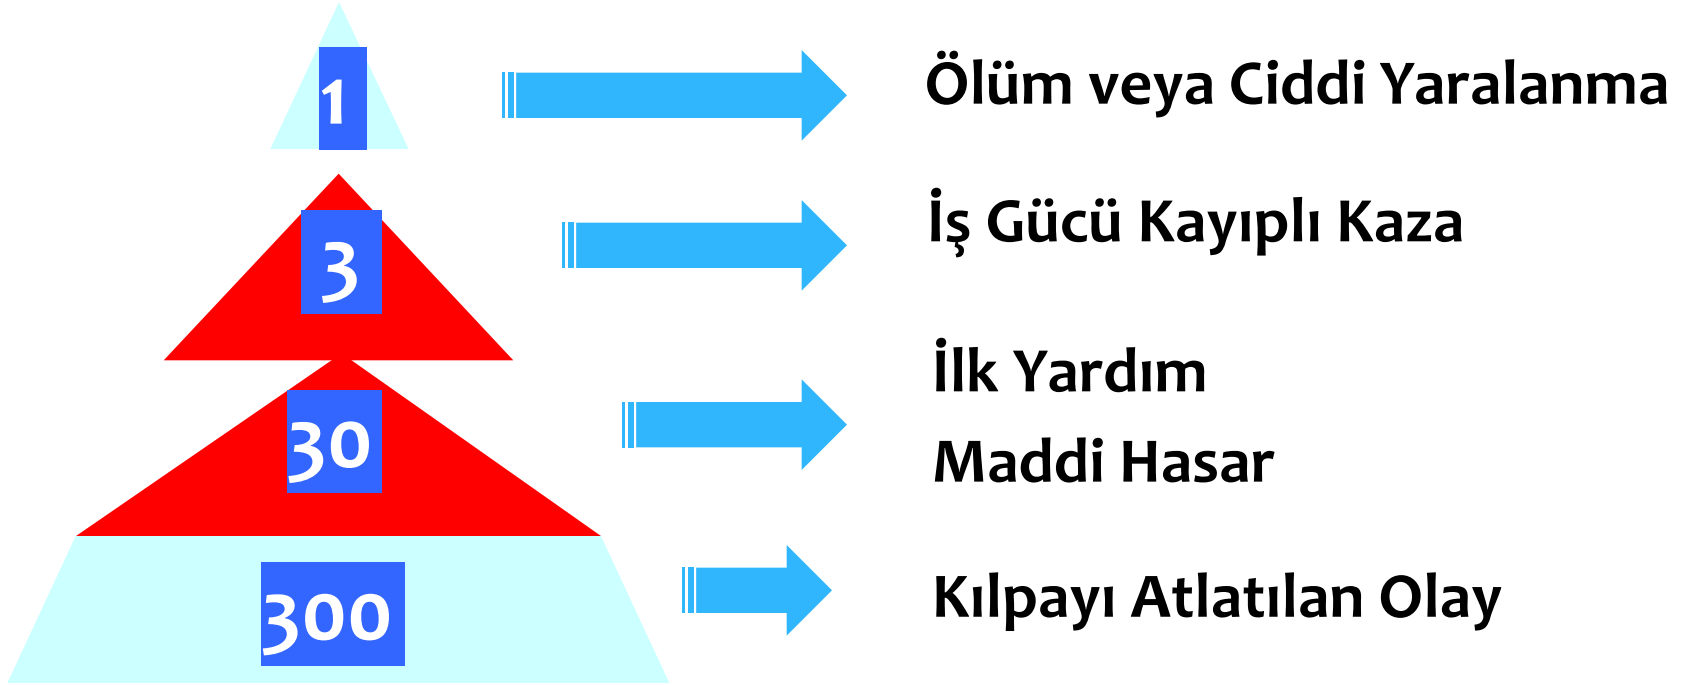 1
Ölüm veya Ciddi Yaralanma
3
İş Gücü Kayıplı Kaza
30
İlk Yardım
Maddi Hasar
300
Kılpayı Atlatılan Olay